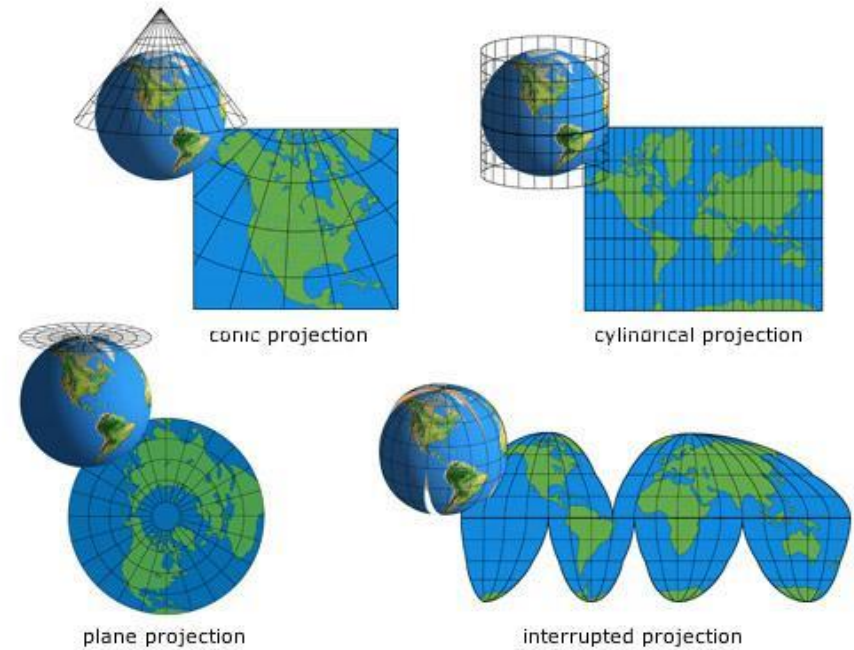 conic projection
cylindrical projection
plane projection
interrupted projection